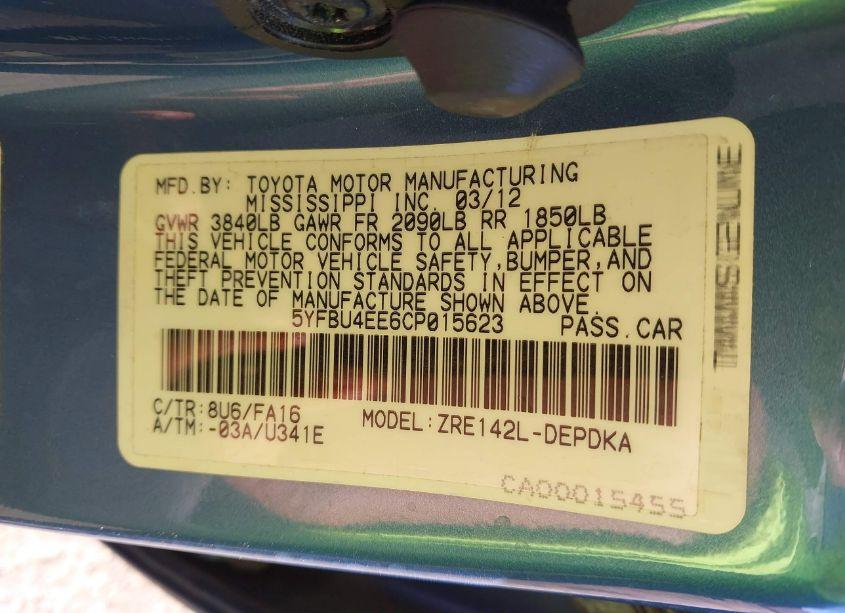 MFD.BY: TOYOTA MOTOR MANUFACTURING
MISSISSIPPI INC. 03/12
GVWR 3840LB GAWR FR 2090LB RR 1850LB
THIS VEHICLE CONFORMS TO ALL APPLICABLE
FEDERAL MOTOR VEHICLE SAFETY,BUMPER,AND
THEFT PREVENTION STANDARDS IN EFFECT ON
THE DATE OF MANUFACTURE SHOWN ABOVE.
5YFBU4EE6CP015623 PASS.CAR
C/TR:8U6/FA16
A/TM:-03A/U341E
MODEL:ZRE142L-DEPDKA
CA00015455